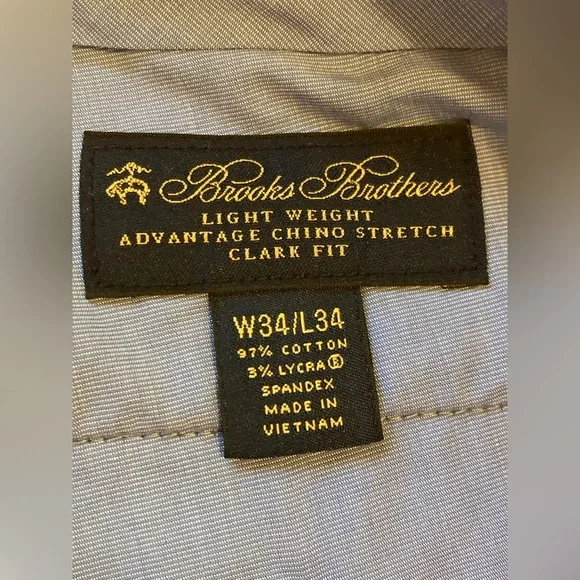 Brooks Brothers
LIGHT WEIGHT
ADVANTAGE CHINO STRETCH
CLARK FIT
W34/L34
97% COTTON
3% LYCRA®
SPANDEX
MADE IN
VIETNAM